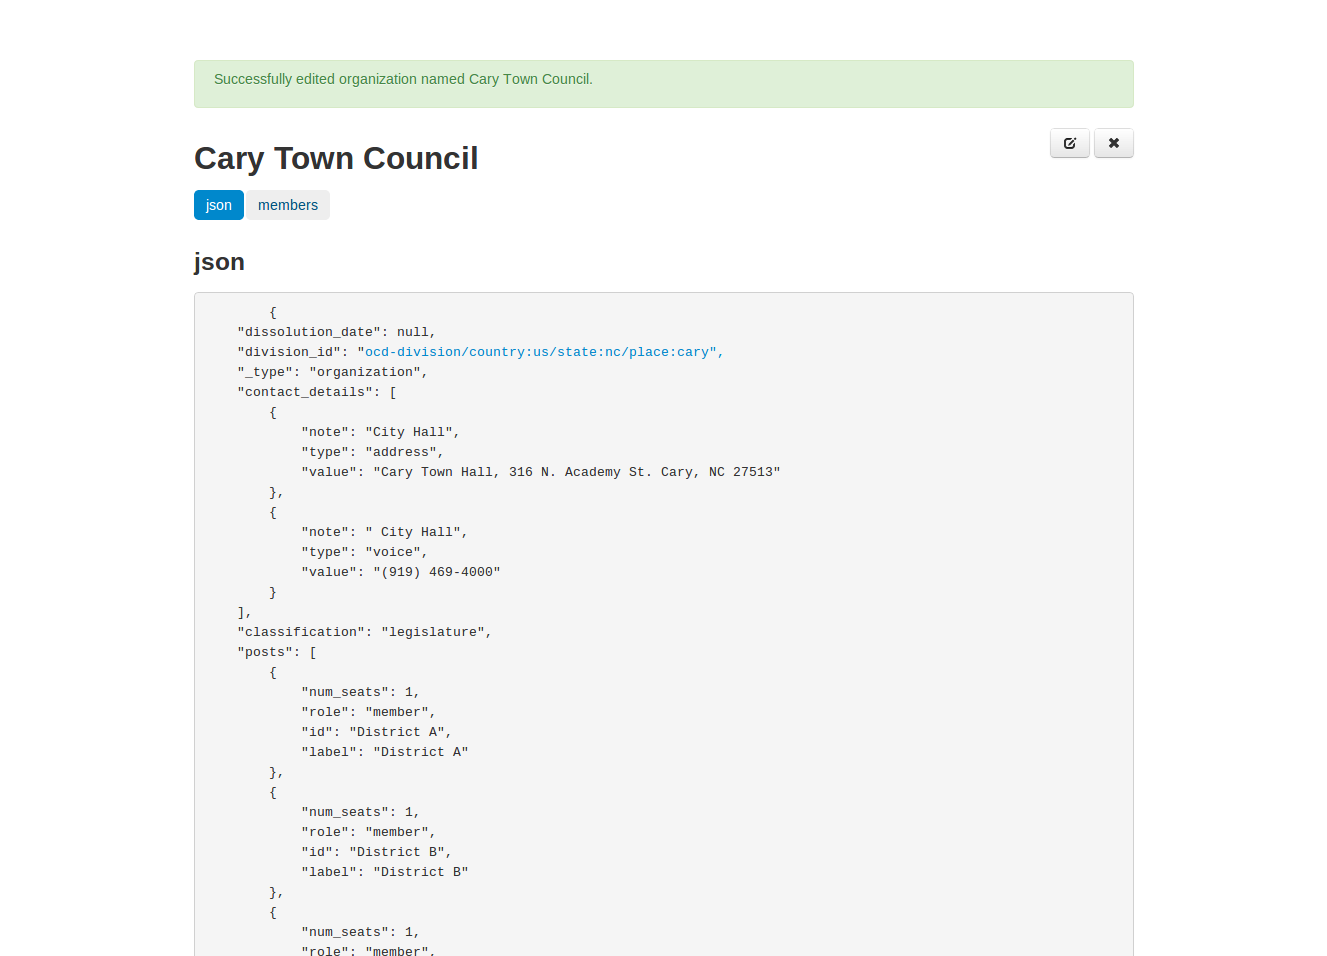 Successfully edited organization named Cary Town Council.
Cary Town Council
json members
json
{
"dissolution_date": null,
"division_id": "ocd-division/country:us/state:nc/place:cary",
"_type": "organization",
"contact_details": [
{
"note": "City Hall",
"type": "address",
"value": "Cary Town Hall, 316 N. Academy St. Cary, NC 27513"
},
{
"note": " City Hall",
"type": "voice",
"value": "(919) 469-4000"
}
],
"classification": "legislature",
"posts": [
{
"num_seats": 1,
"role": "member",
"id": "District A",
"label": "District A"
},
{
"num_seats": 1,
"role": "member",
"id": "District B",
"label": "District B"
},
{
"num_seats": 1,
"role": "member",